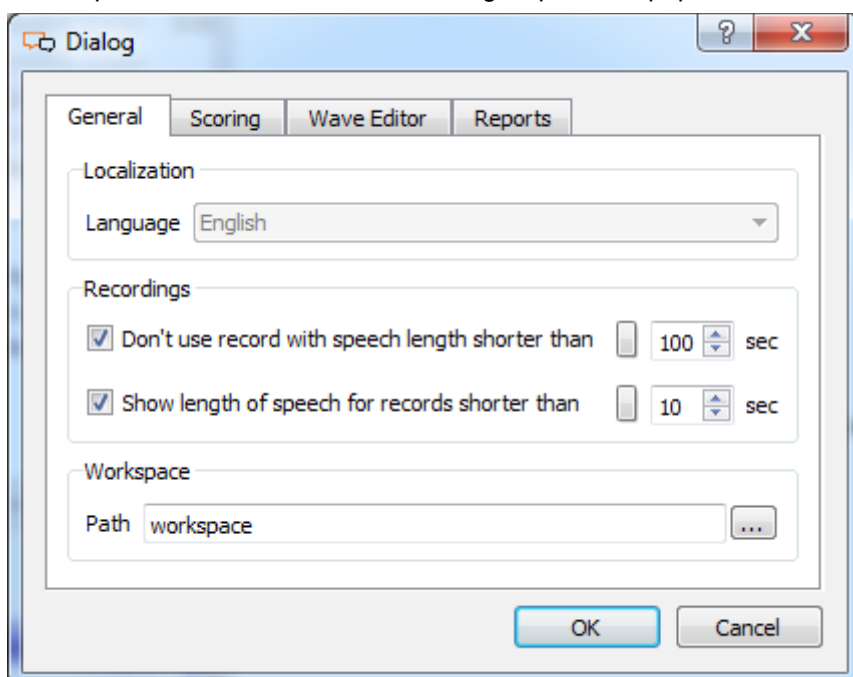 Dialog
General Scoring Wave Editor Reports
Localization
Language English
Recordings
Don't use record with speech length shorter than 100 sec
Show length of speech for records shorter than 10 sec
Workspace
Path workspace ...
OK Cancel